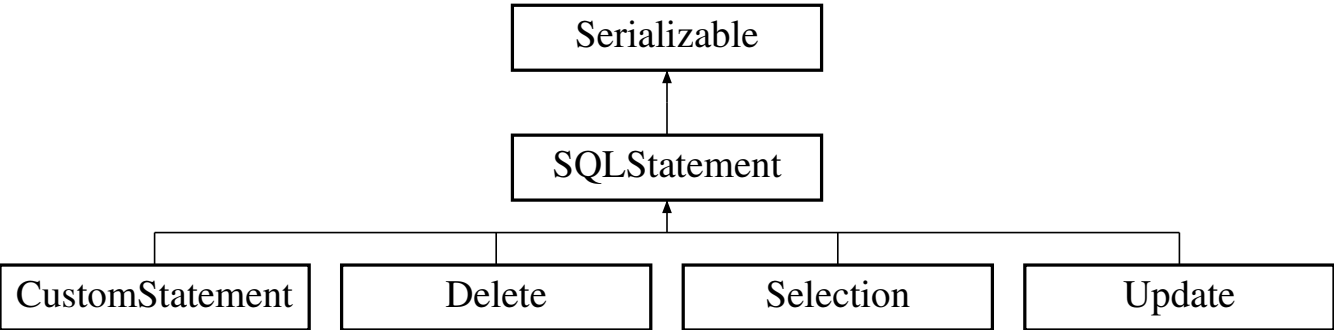 Serializable
SQLStatement
CustomStatement
Delete
Selection
Update